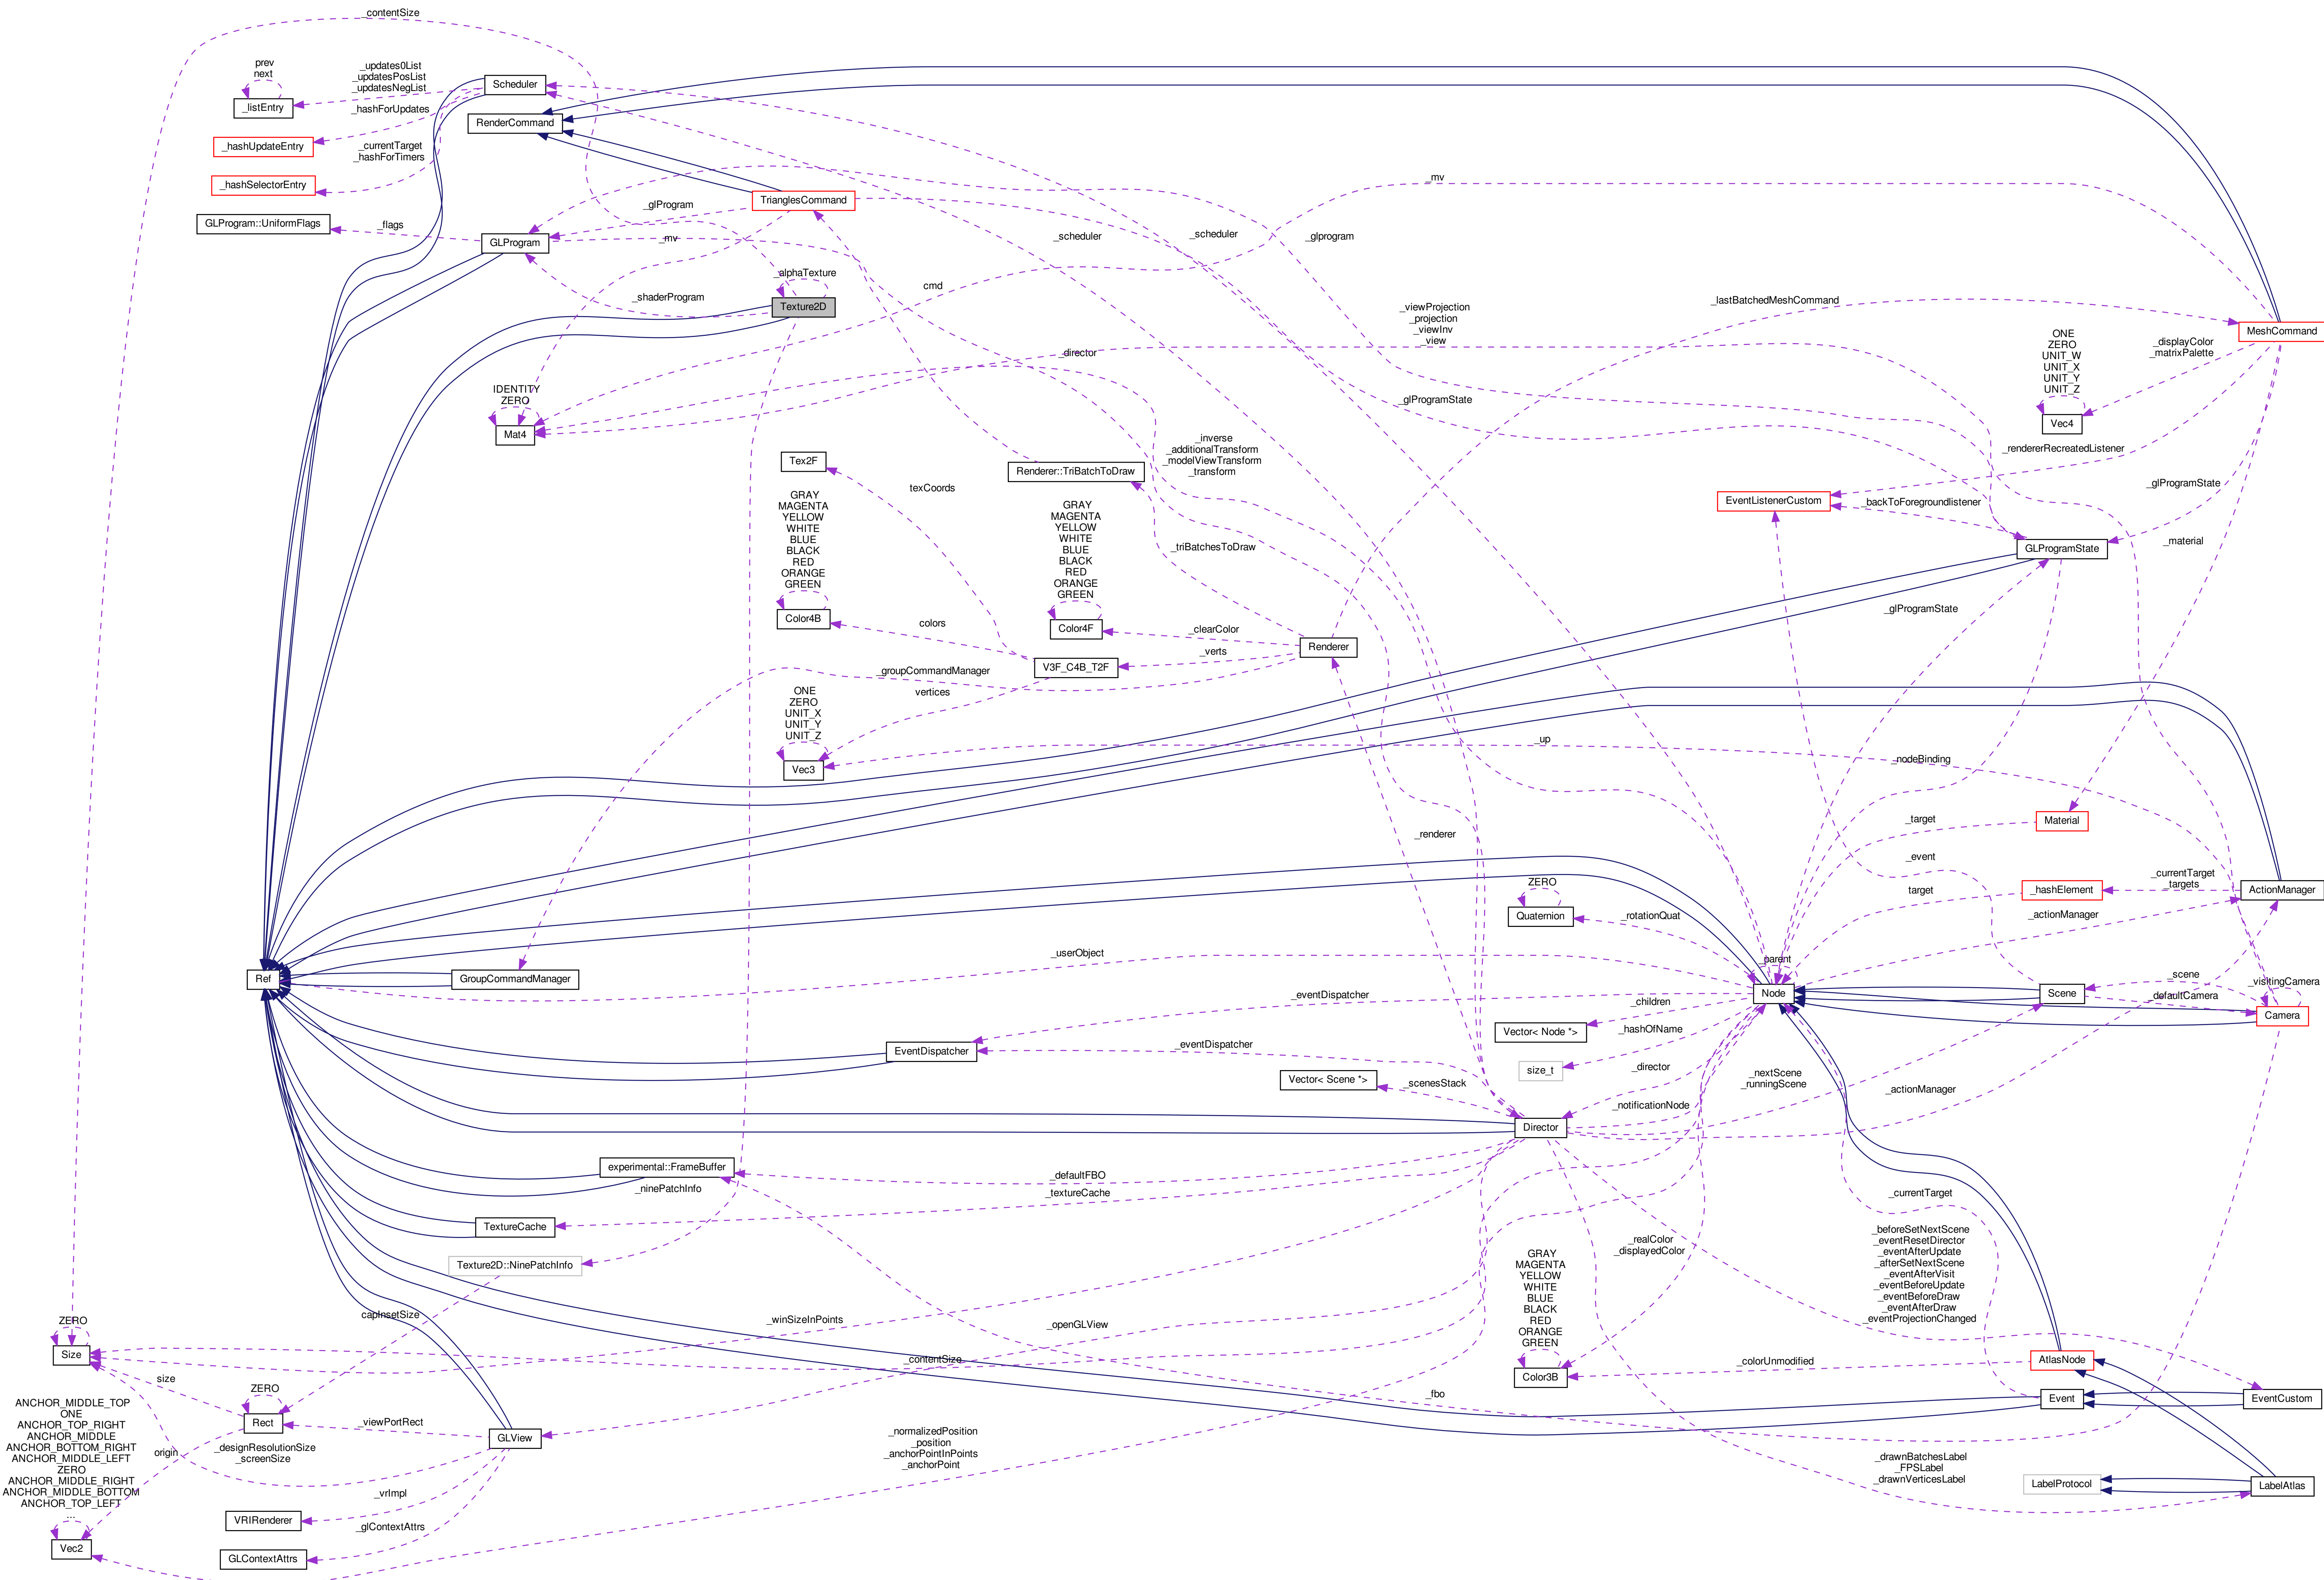 _contentSize
prev
next
_updates0List
_updatesPosList
_updatesNegList
Scheduler
_listEntry
_hashForUpdates
RenderCommand
_hashUpdateEntry
_currentTarget
_hashForTimers
_hashSelectorEntry
_mv
TrianglesCommand
_glProgram
GLProgram::UniformFlags
_flags
GLProgram
_mv
_scheduler
_scheduler
_glprogram
_alphaTexture
cmd
_shaderProgram
Texture2D
_viewProjection
_projection
_viewInv
_view
_lastBatchedMeshCommand
MeshCommand
ONE
ZERO
UNIT_W
UNIT_X
UNIT_Y
UNIT_Z
_displayColor
_matrixPalette
_director
IDENTITY
ZERO
_glProgramState
Vec4
Mat4
_inverse
_additionalTransform
_modelViewTransform
_transform
_rendererRecreatedListener
Tex2F
Renderer::TriBatchToDraw
texCoords
_glProgramState
GRAY
MAGENTA
YELLOW
WHITE
BLUE
BLACK
RED
ORANGE
GREEN
GRAY
MAGENTA
YELLOW
WHITE
BLUE
BLACK
RED
ORANGE
GREEN
EventListenerCustom
_backToForegroundlistener
_triBatchesToDraw
_material
GLProgramState
_glProgramState
Color4B
colors
Color4F
_clearColor
Renderer
_verts
V3F_C4B_T2F
_groupCommandManager
vertices
ONE
ZERO
UNIT_X
UNIT_Y
UNIT_Z
_up
_nodeBinding
Vec3
_renderer
_target
Material
_event
ZERO
_currentTarget
_targets
target
_hashElement
ActionManager
Quaternion
_rotationQuat
_actionManager
_userObject
_parent
Ref
GroupCommandManager
_scene
_visitingCamera
_eventDispatcher
_children
Node
Scene
_defaultCamera
Camera
Vector< Node *>
_hashOfName
_eventDispatcher
EventDispatcher
_director
size_t
_nextScene
_runningScene
Vector< Scene *>
_scenesStack
_actionManager
_notificationNode
Director
experimental::FrameBuffer
_defaultFBO
_ninePatchInfo
_textureCache
_currentTarget
TextureCache
_realColor
_displayedColor
_beforeSetNextScene
_eventResetDirector
_eventAfterUpdate
_afterSetNextScene
_eventAfterVisit
_eventBeforeUpdate
_eventBeforeDraw
_eventAfterDraw
_eventProjectionChanged
Texture2D::NinePatchInfo
GRAY
MAGENTA
YELLOW
WHITE
BLUE
BLACK
RED
ORANGE
GREEN
capInsetSize
ZERO
_winSizeInPoints
_openGLView
Size
_contentSize
_colorUnmodified
AtlasNode
Color3B
size
ZERO
_fbo
Event
EventCustom
ANCHOR_MIDDLE_TOP
ONE
ANCHOR_TOP_RIGHT
ANCHOR_MIDDLE
ANCHOR_BOTTOM_RIGHT
ANCHOR_MIDDLE_LEFT
ZERO
ANCHOR_MIDDLE_RIGHT
ANCHOR_MIDDLE_BOTTOM
ANCHOR_TOP_LEFT
...
Rect
_viewPortRect
GLView
origin
_designResolutionSize
_screenSize
_normalizedPosition
_position
_anchorPointInPoints
_anchorPoint
_drawnBatchesLabel
_FPSLabel
_drawnVerticesLabel
LabelProtocol
LabelAtlas
_vrImpl
VRIRenderer
_glContextAttrs
Vec2
GLContextAttrs